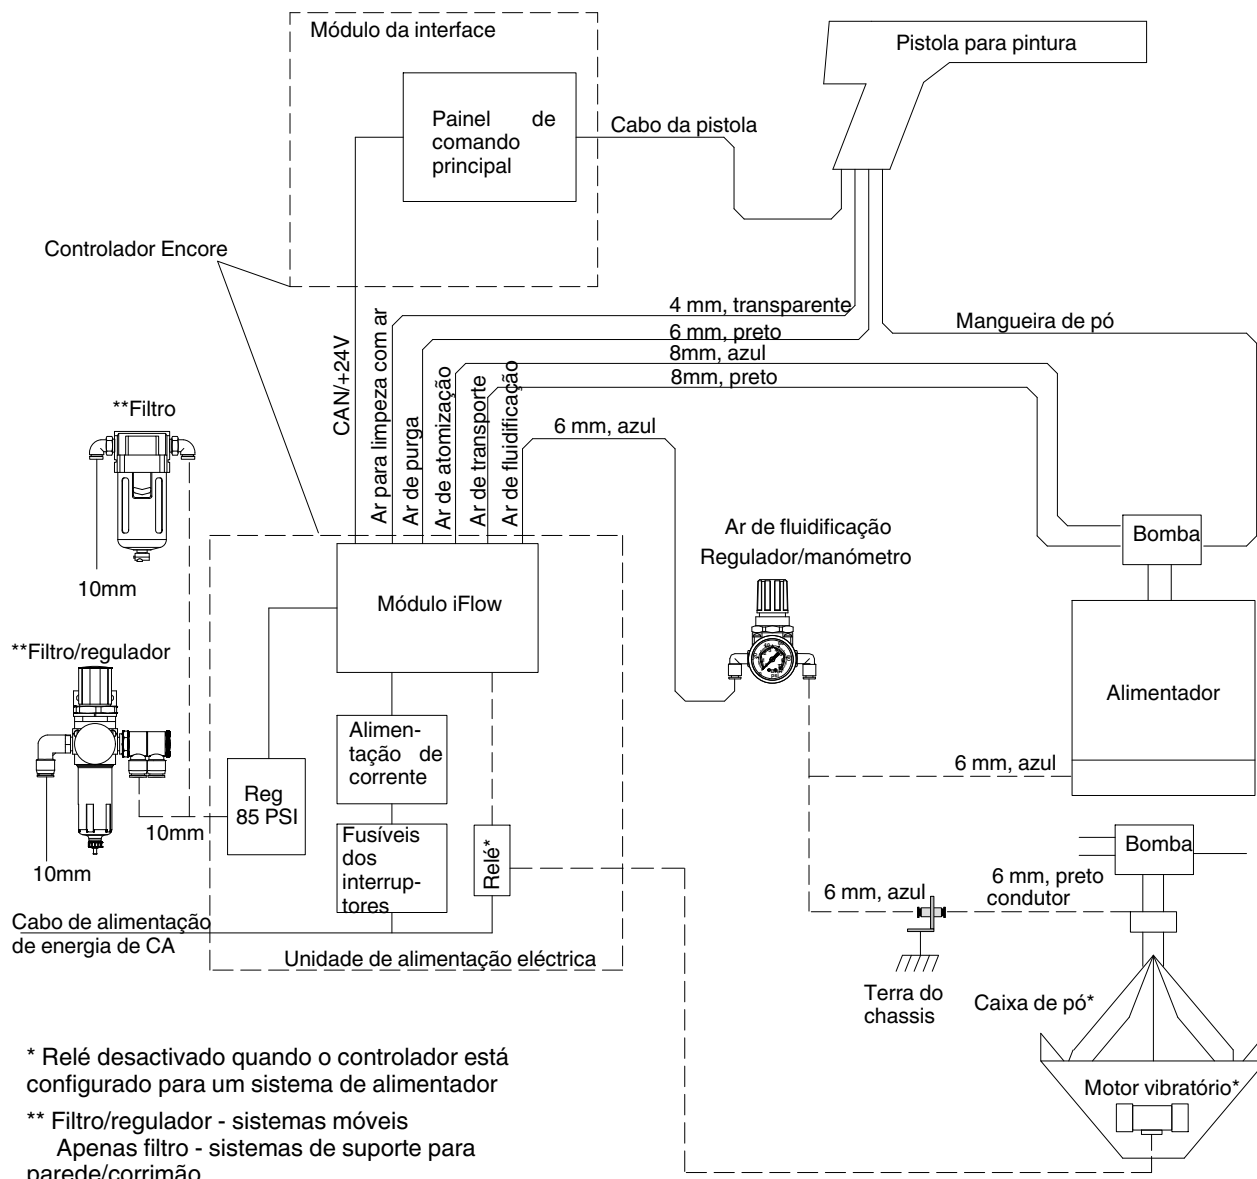 Módulo da interface
Pistola para pintura
Painel de
comando
principal
Cabo da pistola
Controlador Encore
4 mm, transparente
6 mm, preto
8mm, azul
8mm, preto
Mangueira de pó
CAN/+24V
Ar para limpeza com ar
Ar de purga
Ar de atomização
Ar de transporte
Ar de fluidificação
6 mm, azul
**Filtro
10mm
Ar de fluidificação
Regulador/manómetro
Bomba
Módulo iFlow
**Filtro/regulador
Alimentador
Alimen-
tação de
corrente
6 mm, azul
Reg
85 PSI
10mm
Fusíveis
dos
interrup-
tores
Relé*
Bomba
10mm
6 mm, azul
6 mm, preto
condutor
Cabo de alimentação
de energia de CA
Unidade de alimentação eléctrica
Terra do
chassis
Caixa de pó*
Motor vibratório*
* Relé desactivado quando o controlador está
configurado para um sistema de alimentador
** Filtro/regulador - sistemas móveis
Apenas filtro - sistemas de suporte para
parede/corrimão